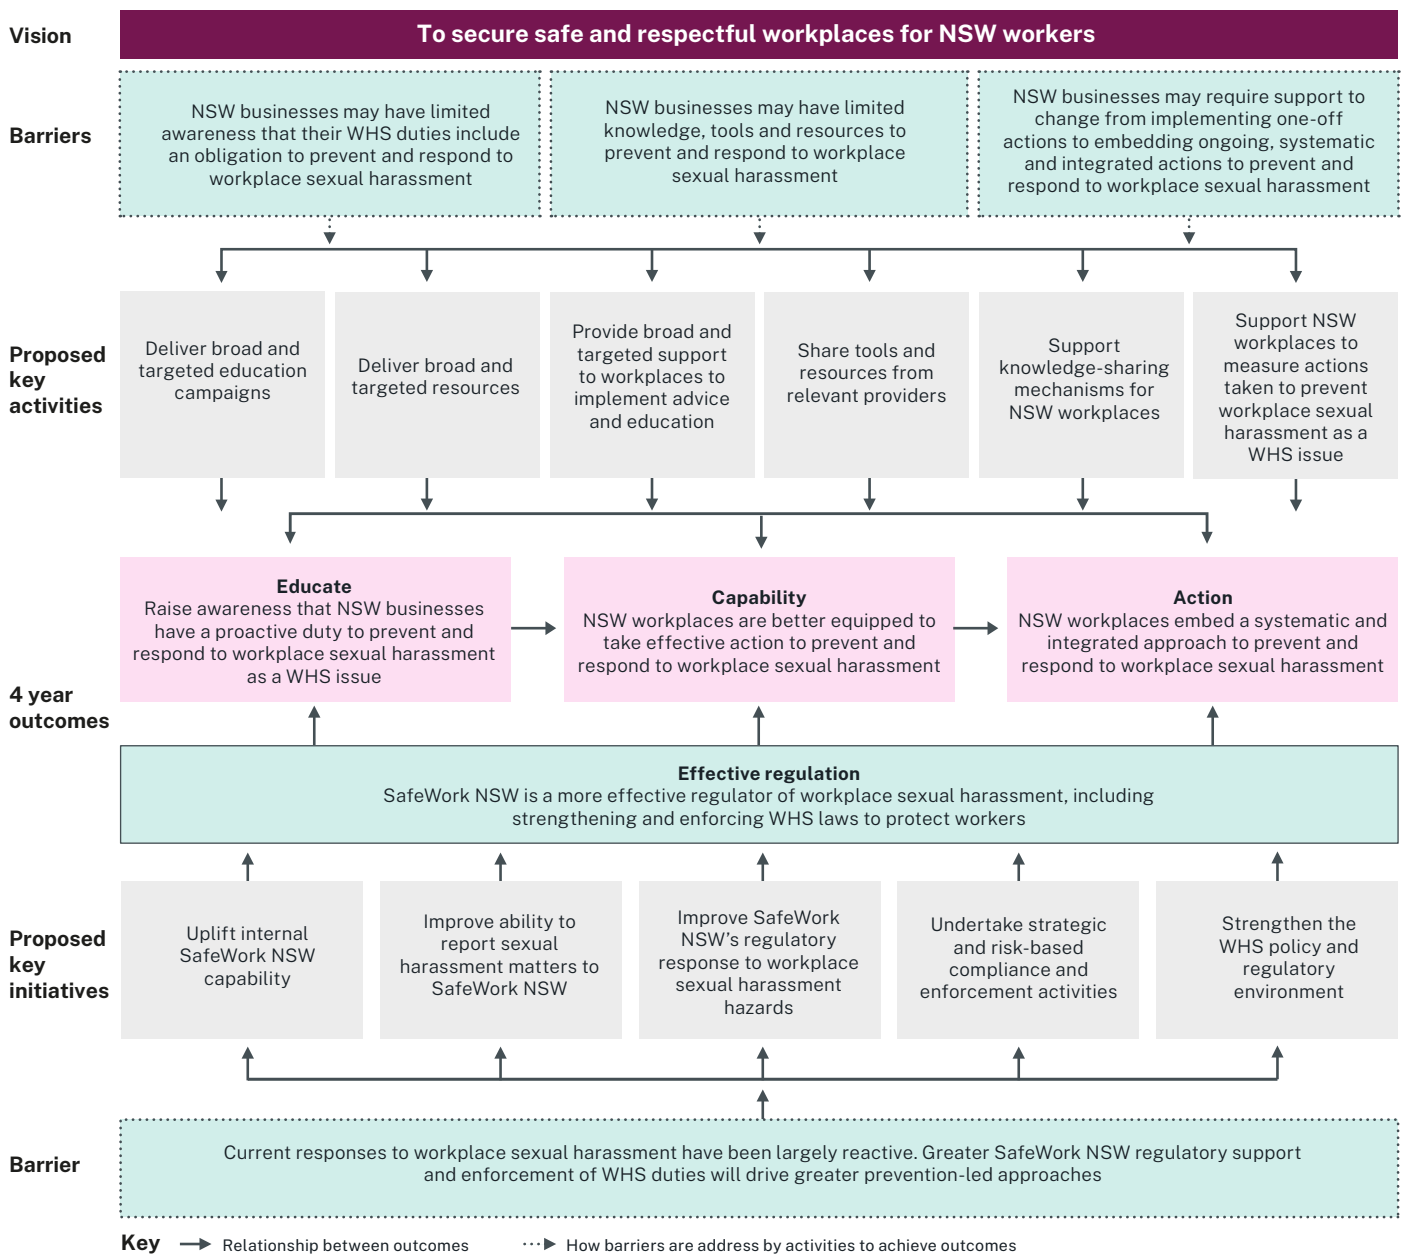 Vision
To secure safe and respectful workplaces for NSW workers
Barriers
NSW businesses may have limited
awareness that their WHS duties include
an obligation to prevent and respond to
workplace sexual harassment
NSW businesses may have limited
knowledge, tools and resources to
prevent and respond to workplace
sexual harassment
NSW businesses may require support to
change from implementing one-off
actions to embedding ongoing, systematic
and integrated actions to prevent and
respond to workplace sexual harassment
Proposed
key
activities
Deliver broad and
targeted education
campaigns
Deliver broad and
targeted resources
Provide broad and
targeted support
to workplaces to
implement advice
and education
Share tools and
resources from
relevant providers
Support
knowledge-sharing
mechanisms for
NSW workplaces
Support NSW
workplaces to
measure actions
taken to prevent
workplace sexual
harassment as a
WHS issue
4 year
outcomes
Educate
Raise awareness that NSW businesses
have a proactive duty to prevent and
respond to workplace sexual harassment
as a WHS issue
Capability
NSW workplaces are better equipped to
take effective action to prevent and
respond to workplace sexual harassment
Action
NSW workplaces embed a systematic and
integrated approach to prevent and
respond to workplace sexual harassment
Effective regulation
SafeWork NSW is a more effective regulator of workplace sexual harassment, including
strengthening and enforcing WHS laws to protect workers
Proposed
key
initiatives
Uplift internal
SafeWork NSW
capability
Improve ability to
report sexual
harassment matters to
SafeWork NSW
Improve SafeWork
NSW’s regulatory
response to workplace
sexual harassment
hazards
Undertake strategic
and risk-based
compliance and
enforcement activities
Strengthen the
WHS policy and
regulatory
environment
Barrier
Current responses to workplace sexual harassment have been largely reactive. Greater SafeWork NSW regulatory support
and enforcement of WHS duties will drive greater prevention-led approaches
Key
Relationship between outcomes
How barriers are address by activities to achieve outcomes